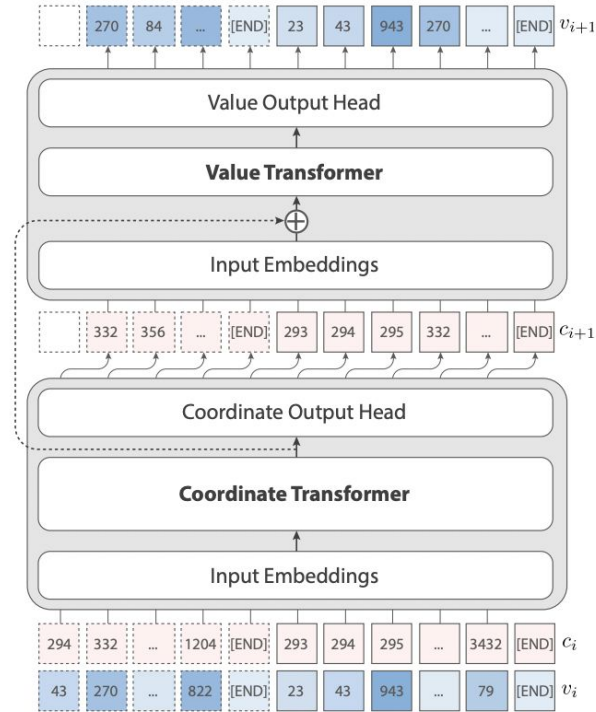 270 84 ... [END] 23 43 943 270 ... [END] v_{i+1}
Value Output Head
Value Transformer
+
Input Embeddings
332 356 ... [END] 293 294 295 332 ... [END] c_{i+1}
Coordinate Output Head
Coordinate Transformer
Input Embeddings
294 332 ... 1204 [END] 293 294 295 ... 3432 [END] c_i
43 270 ... 822 [END] 23 43 943 ... 79 [END] v_i